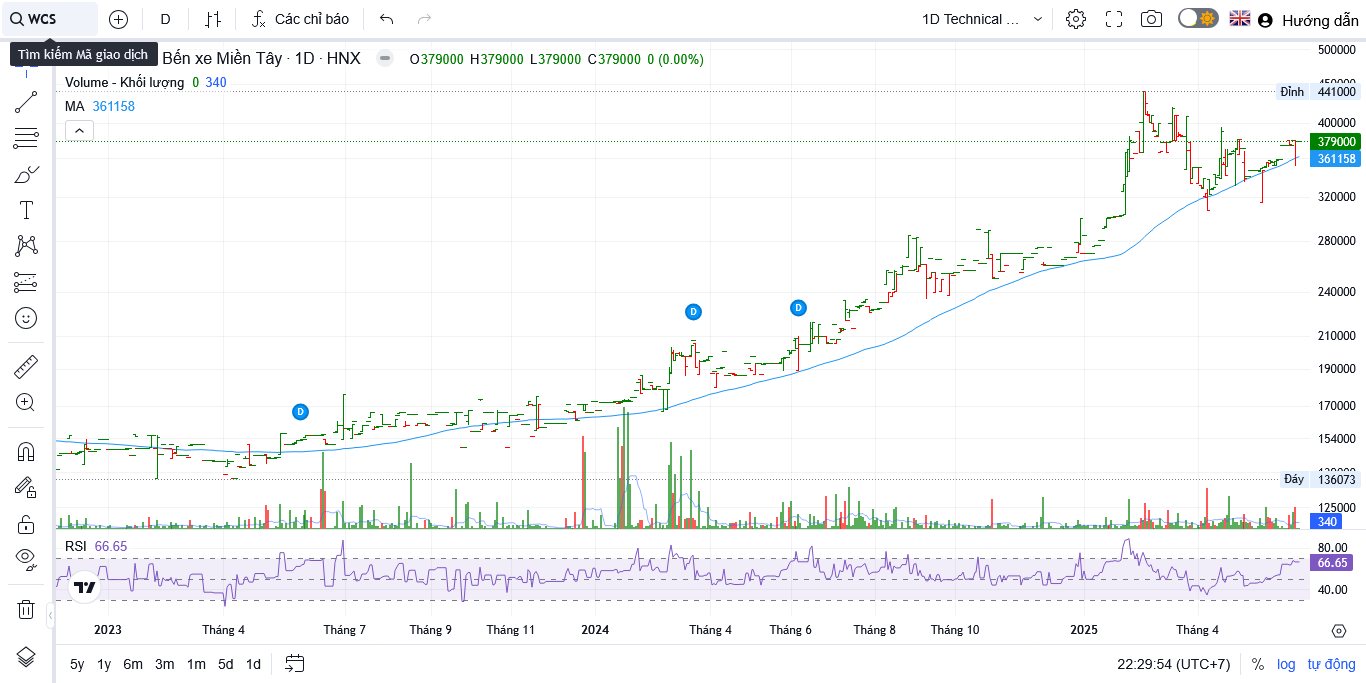 WCS
D
Các chỉ báo
1D Technical ...
Hướng dẫn
Tìm kiếm Mã giao dịch
Bến xe Miền Tây · 1D · HNX
O379000 H379000 L379000 C379000 0 (0.00%)
Volume - Khối lượng 0 340
MA 361158
500000
450000
Đỉnh 441000
400000
379000
361158
320000
280000
240000
210000
190000
170000
154000
Đáy 136073
125000
340
D
D
D
RSI 66.65
80.00
66.65
40.00
2023
Tháng 4
Tháng 7
Tháng 9
Tháng 11
2024
Tháng 4
Tháng 6
Tháng 8
Tháng 10
2025
Tháng 4
5y 1y 6m 3m 1m 5d 1d
22:29:54 (UTC+7)
% log tự động